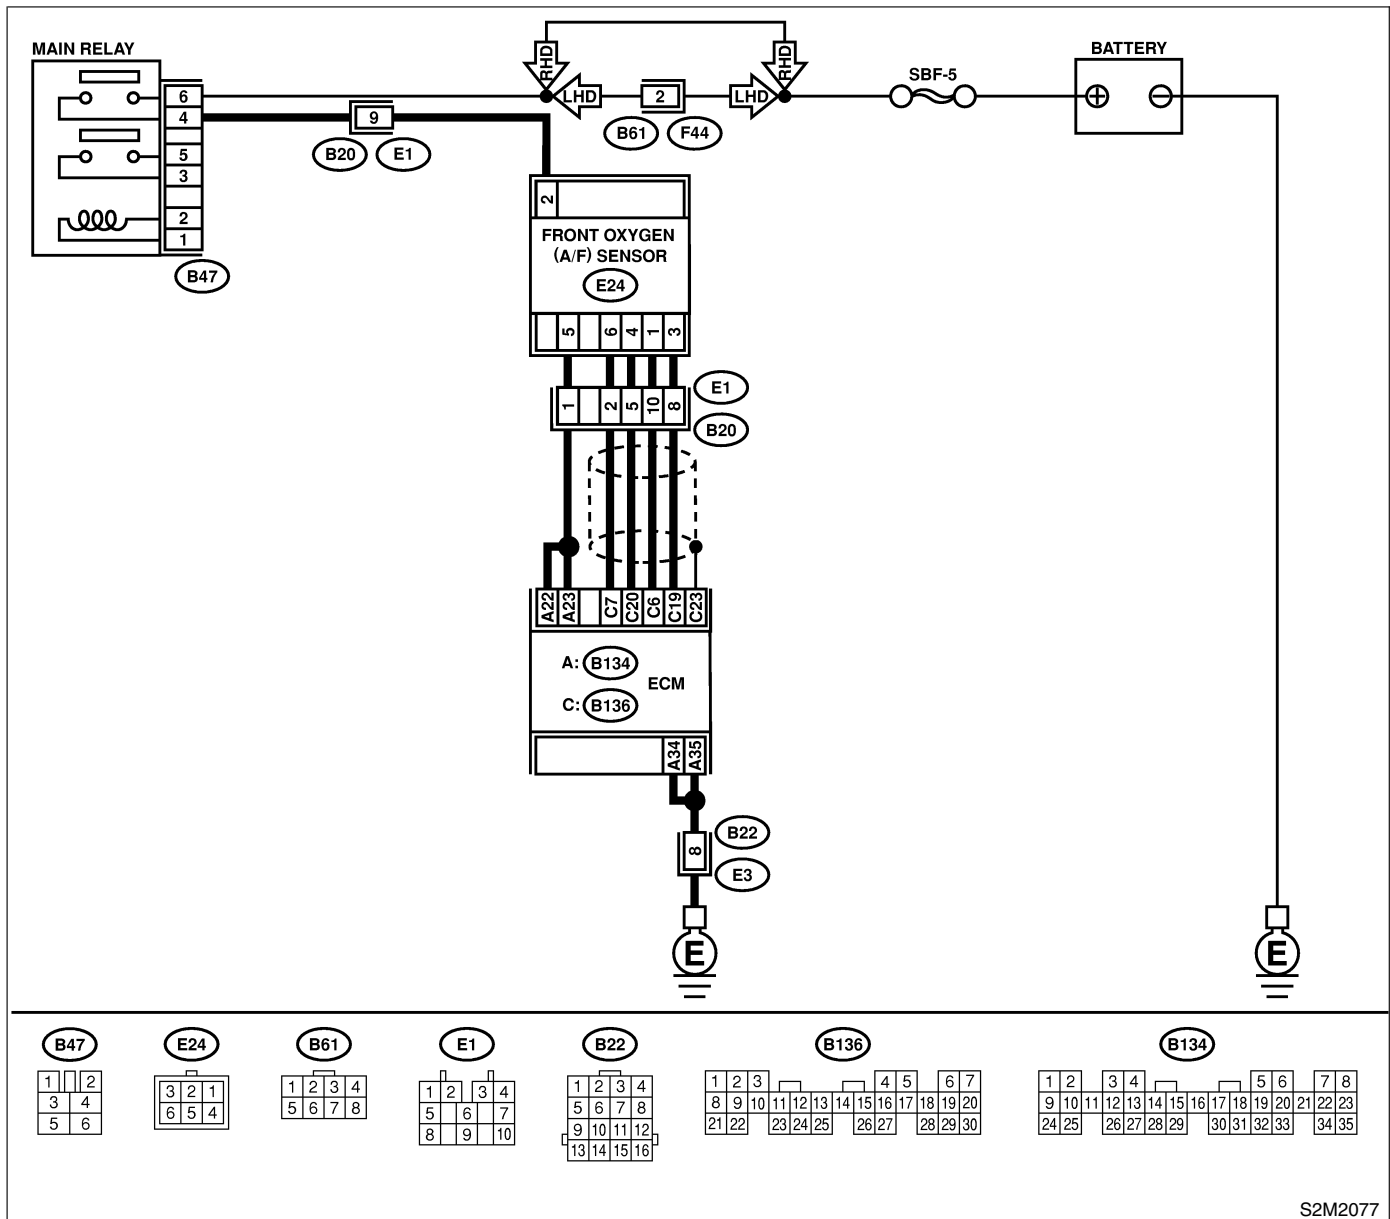 MAIN RELAY
BATTERY
RHD
RHD
SBF-5
6
LHD
2
LHD
4
9
B61
F44
B20
E1
5
3
2
1
B47
2
FRONT OXYGEN
(A/F) SENSOR
E24
5 6 4 1 3
E1
1 2 5 10 8
B20
A22 A23 C7 C20 C6 C19 C23
A: B134
ECM
C: B136
A34 A35
B22
8
E3
E
E
B47
E24
B61
E1
B22
B136
B134
1 2
3 4
5 6
3 2 1
6 5 4
1 2 3 4
5 6 7 8
1 2 3 4
5 6 7
8 9 10
1 2 3 4
5 6 7 8
9 10 11 12
13 14 15 16
1 2 3 4 5 6 7
8 9 10 11 12 13 14 15 16 17 18 19 20
21 22 23 24 25 26 27 28 29 30
1 2 3 4 5 6 7 8
9 10 11 12 13 14 15 16 17 18 19 20 21 22 23
24 25 26 27 28 29 30 31 32 33 34 35
S2M2077